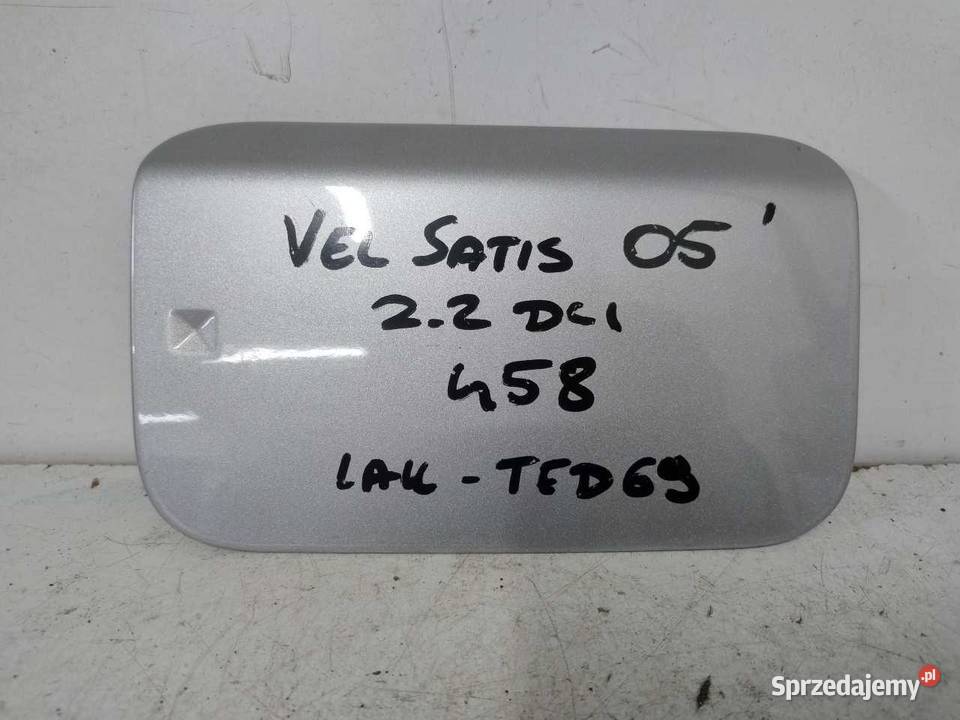 VEL SATIS 05'
2.2 DCI
458
LAK - TED69
Sprzedajemy.pl